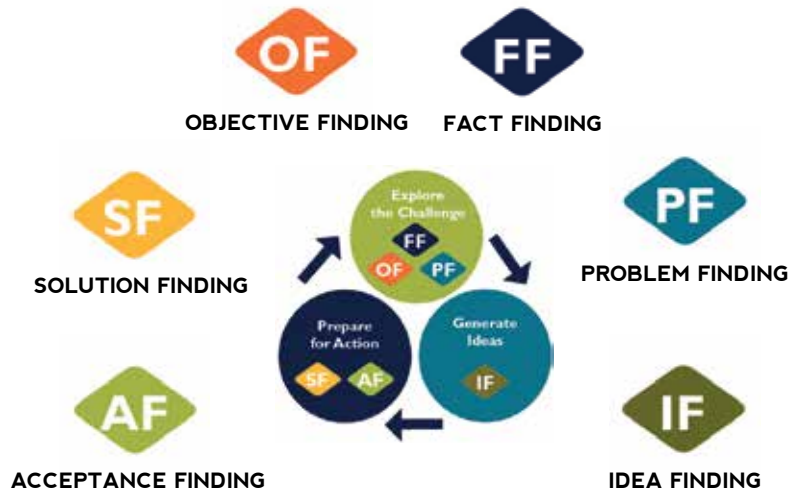 OF
FF
OBJECTIVE FINDING
FACT FINDING
SF
SOLUTION FINDING
Explore
the Challenge
FF
OF
PF
PF
PROBLEM FINDING
Prepare
for Action
SF
AF
Generate
Ideas
IF
AF
ACCEPTANCE FINDING
IF
IDEA FINDING